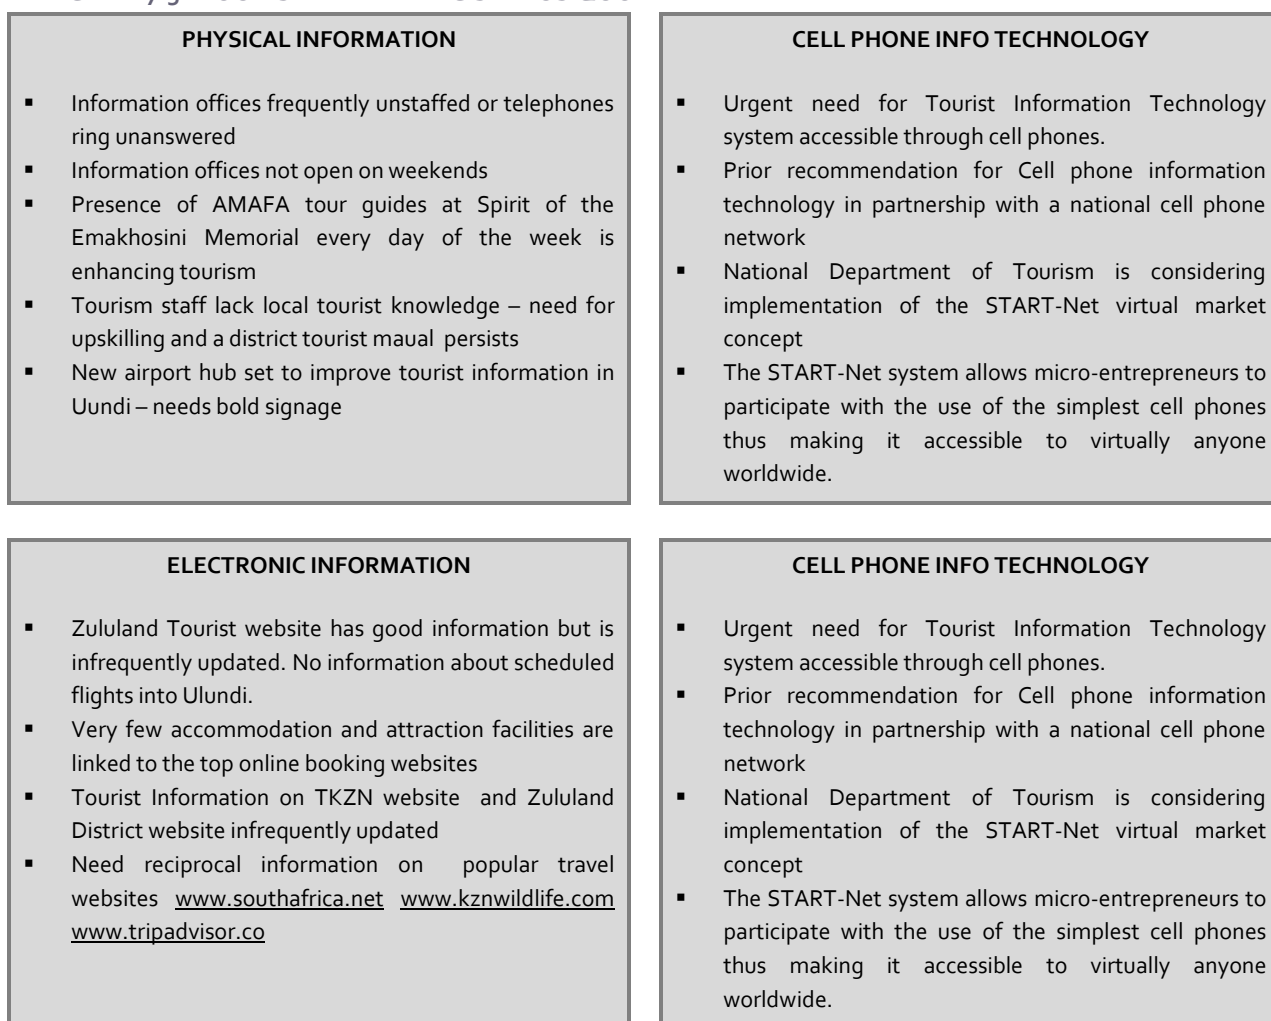 PHYSICAL INFORMATION
▪ Information offices frequently unstaffed or telephones
ring unanswered
▪ Information offices not open on weekends
▪ Presence of AMAFA tour guides at Spirit of the
Emakhosini Memorial every day of the week is
enhancing tourism
▪ Tourism staff lack local tourist knowledge – need for
upskilling and a district tourist maual persists
▪ New airport hub set to improve tourist information in
Uundi – needs bold signage
CELL PHONE INFO TECHNOLOGY
▪ Urgent need for Tourist Information Technology
system accessible through cell phones.
▪ Prior recommendation for Cell phone information
technology in partnership with a national cell phone
network
▪ National Department of Tourism is considering
implementation of the START-Net virtual market
concept
▪ The START-Net system allows micro-entrepreneurs to
participate with the use of the simplest cell phones
thus making it accessible to virtually anyone
worldwide.
ELECTRONIC INFORMATION
▪ Zululand Tourist website has good information but is
infrequently updated. No information about scheduled
flights into Ulundi.
▪ Very few accommodation and attraction facilities are
linked to the top online booking websites
▪ Tourist Information on TKZN website and Zululand
District website infrequently updated
▪ Need reciprocal information on popular travel
websites www.southafrica.net www.kznwildlife.com
www.tripadvisor.co
CELL PHONE INFO TECHNOLOGY
▪ Urgent need for Tourist Information Technology
system accessible through cell phones.
▪ Prior recommendation for Cell phone information
technology in partnership with a national cell phone
network
▪ National Department of Tourism is considering
implementation of the START-Net virtual market
concept
▪ The START-Net system allows micro-entrepreneurs to
participate with the use of the simplest cell phones
thus making it accessible to virtually anyone
worldwide.